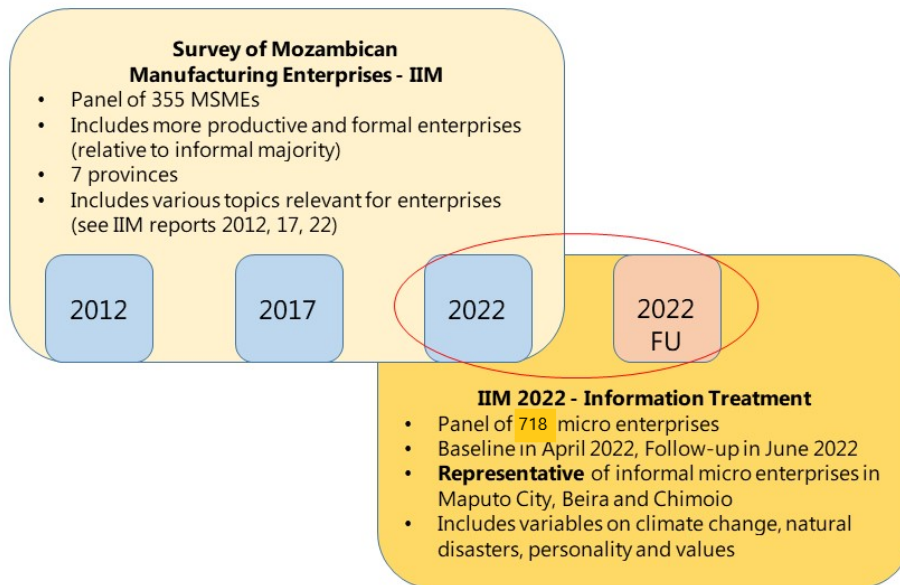 Survey of Mozambican
Manufacturing Enterprises - IIM
• Panel of 355 MSMEs
• Includes more productive and formal enterprises
(relative to informal majority)
• 7 provinces
• Includes various topics relevant for enterprises
(see IIM reports 2012, 17, 22)
2012
2017
2022
2022
FU
IIM 2022 - Information Treatment
• Panel of 718 micro enterprises
• Baseline in April 2022, Follow-up in June 2022
• Representative of informal micro enterprises in
Maputo City, Beira and Chimoio
• Includes variables on climate change, natural
disasters, personality and values